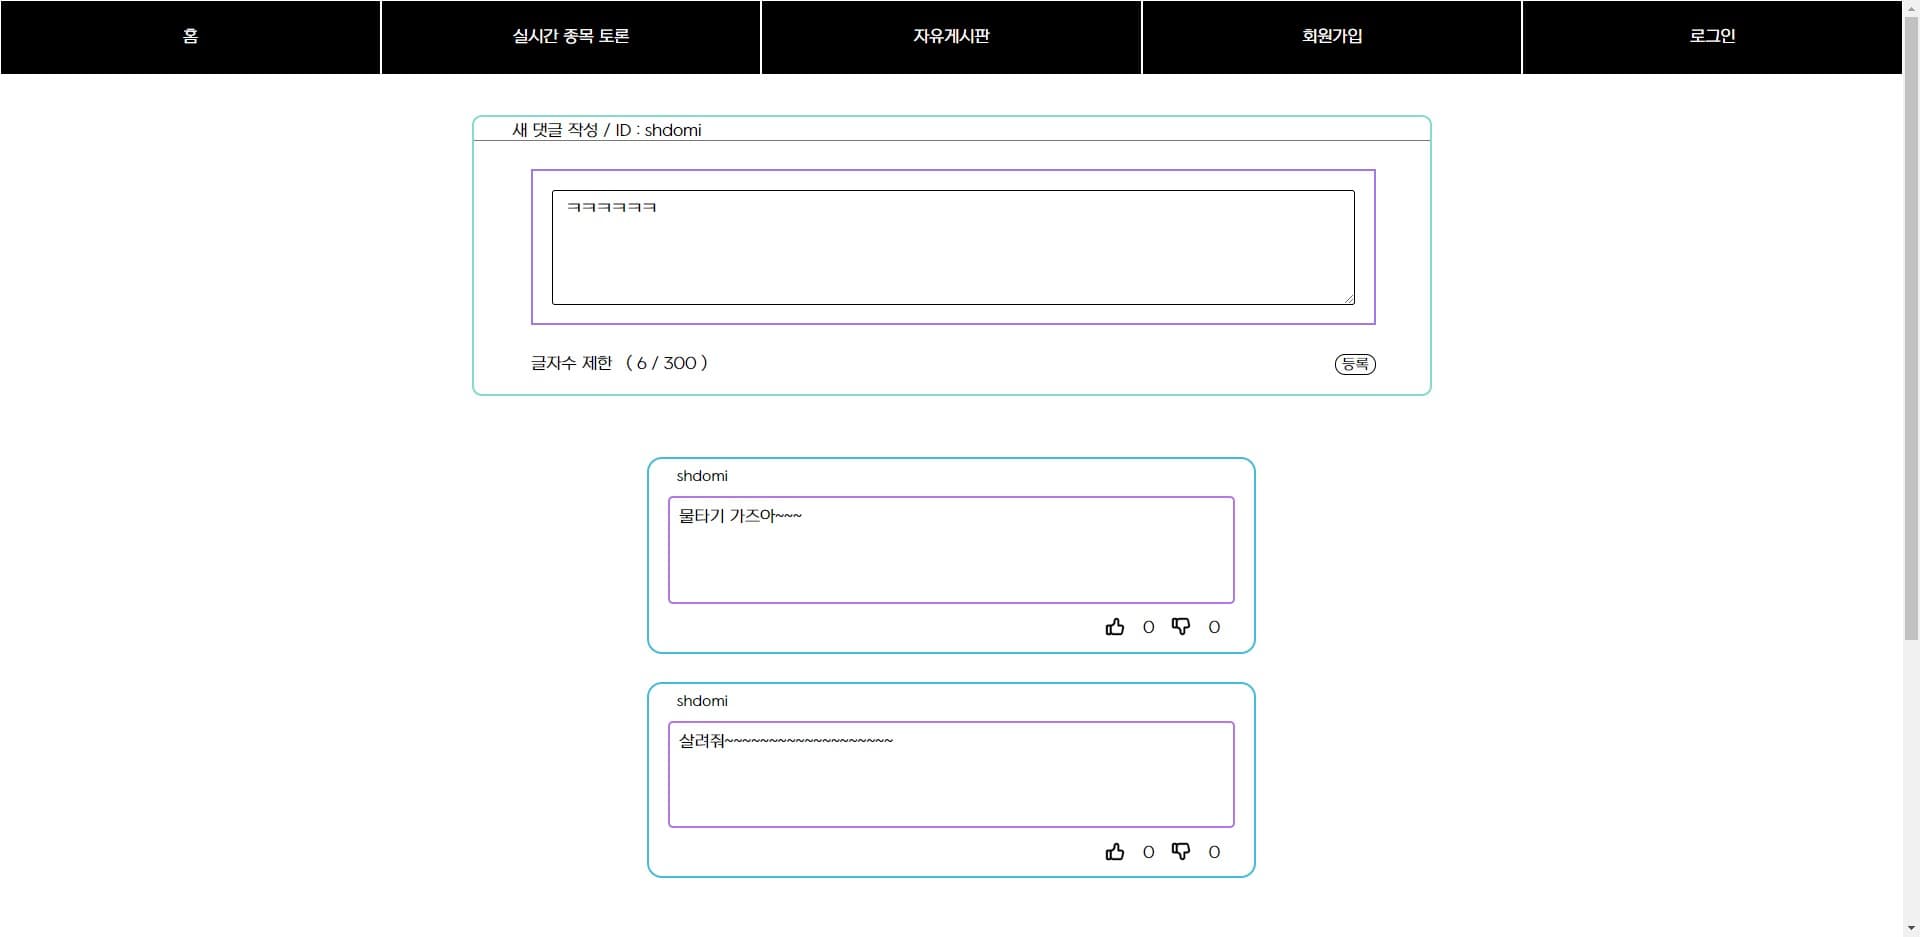 홈 실시간 종목 토론 자유게시판 회원가입 로그인
새 댓글 작성 / ID : shdomi
ㅋㅋㅋㅋㅋㅋ
글자수 제한 ( 6 / 300 ) 등록
shdomi
물타기 가즈아~~~
0 0
shdomi
살려줘~~~~~~~~~~~~~~~~~~~
0 0